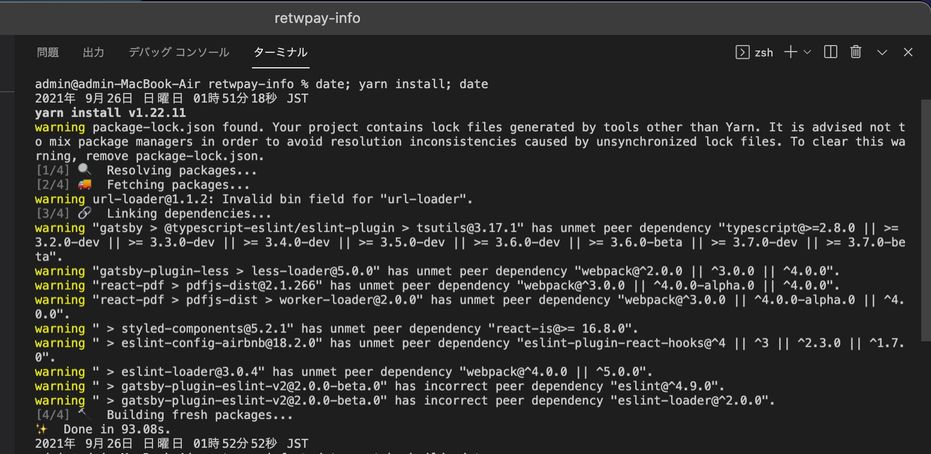 retwpay-info
問題 出力 デバッグ コンソール ターミナル zsh
admin@admin-MacBook-Air retwpay-info % date; yarn install; date
2021年 9月26日 日曜日 01時51分18秒 JST
yarn install v1.22.11
warning package-lock.json found. Your project contains lock files generated by tools other than Yarn. It is advised not t
o mix package managers in order to avoid resolution inconsistencies caused by unsynchronized lock files. To clear this wa
rning, remove package-lock.json.
[1/4] 🔍 Resolving packages...
[2/4] 🚚 Fetching packages...
warning url-loader@1.1.2: Invalid bin field for "url-loader".
[3/4] 🔗 Linking dependencies...
warning "gatsby > @typescript-eslint/eslint-plugin > tsutils@3.17.1" has unmet peer dependency "typescript@>=2.8.0 || >=
3.2.0-dev || >= 3.3.0-dev || >= 3.4.0-dev || >= 3.5.0-dev || >= 3.6.0-dev || >= 3.6.0-beta || >= 3.7.0-dev || >= 3.7.0-be
ta".
warning "gatsby-plugin-less > less-loader@5.0.0" has unmet peer dependency "webpack@^2.0.0 || ^3.0.0 || ^4.0.0".
warning "react-pdf > pdfjs-dist@2.1.266" has unmet peer dependency "webpack@^3.0.0 || ^4.0.0-alpha.0 || ^4.0.0".
warning "react-pdf > pdfjs-dist > worker-loader@2.0.0" has unmet peer dependency "webpack@^3.0.0 || ^4.0.0-alpha.0 || ^4.
0.0".
warning " > styled-components@5.2.1" has unmet peer dependency "react-is@>= 16.8.0".
warning " > eslint-config-airbnb@18.2.0" has unmet peer dependency "eslint-plugin-react-hooks@^4 || ^3 || ^2.3.0 || ^1.7.
0".
warning " > eslint-loader@3.0.4" has unmet peer dependency "webpack@^4.0.0 || ^5.0.0".
warning " > gatsby-plugin-eslint-v2@2.0.0-beta.0" has incorrect peer dependency "eslint@^4.9.0".
warning " > gatsby-plugin-eslint-v2@2.0.0-beta.0" has incorrect peer dependency "eslint-loader@^2.0.0".
[4/4] 🔨 Building fresh packages...
✨ Done in 93.08s.
2021年 9月26日 日曜日 01時52分52秒 JST